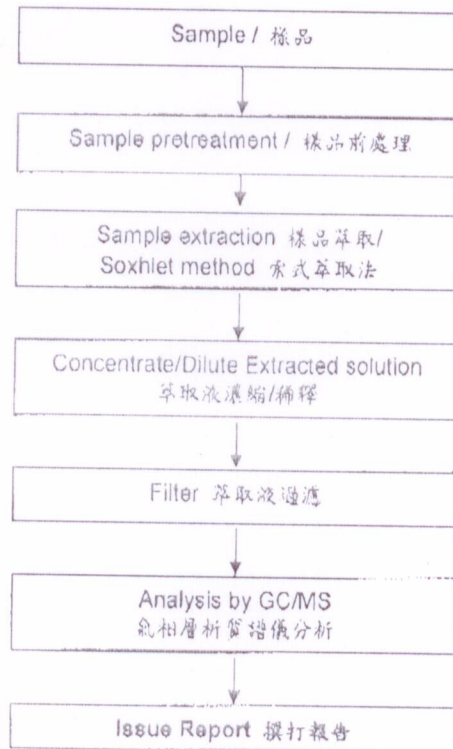 Sample / 樣品
Sample pretreatment / 樣品前處理
Sample extraction 樣品萃取/
Soxhlet method 索式萃取法
Concentrate/Dilute Extracted solution
萃取液濃縮/稀釋
Filter 萃取液過濾
Analysis by GC/MS
氣相層析質譜儀分析
Issue Report 撰打報告